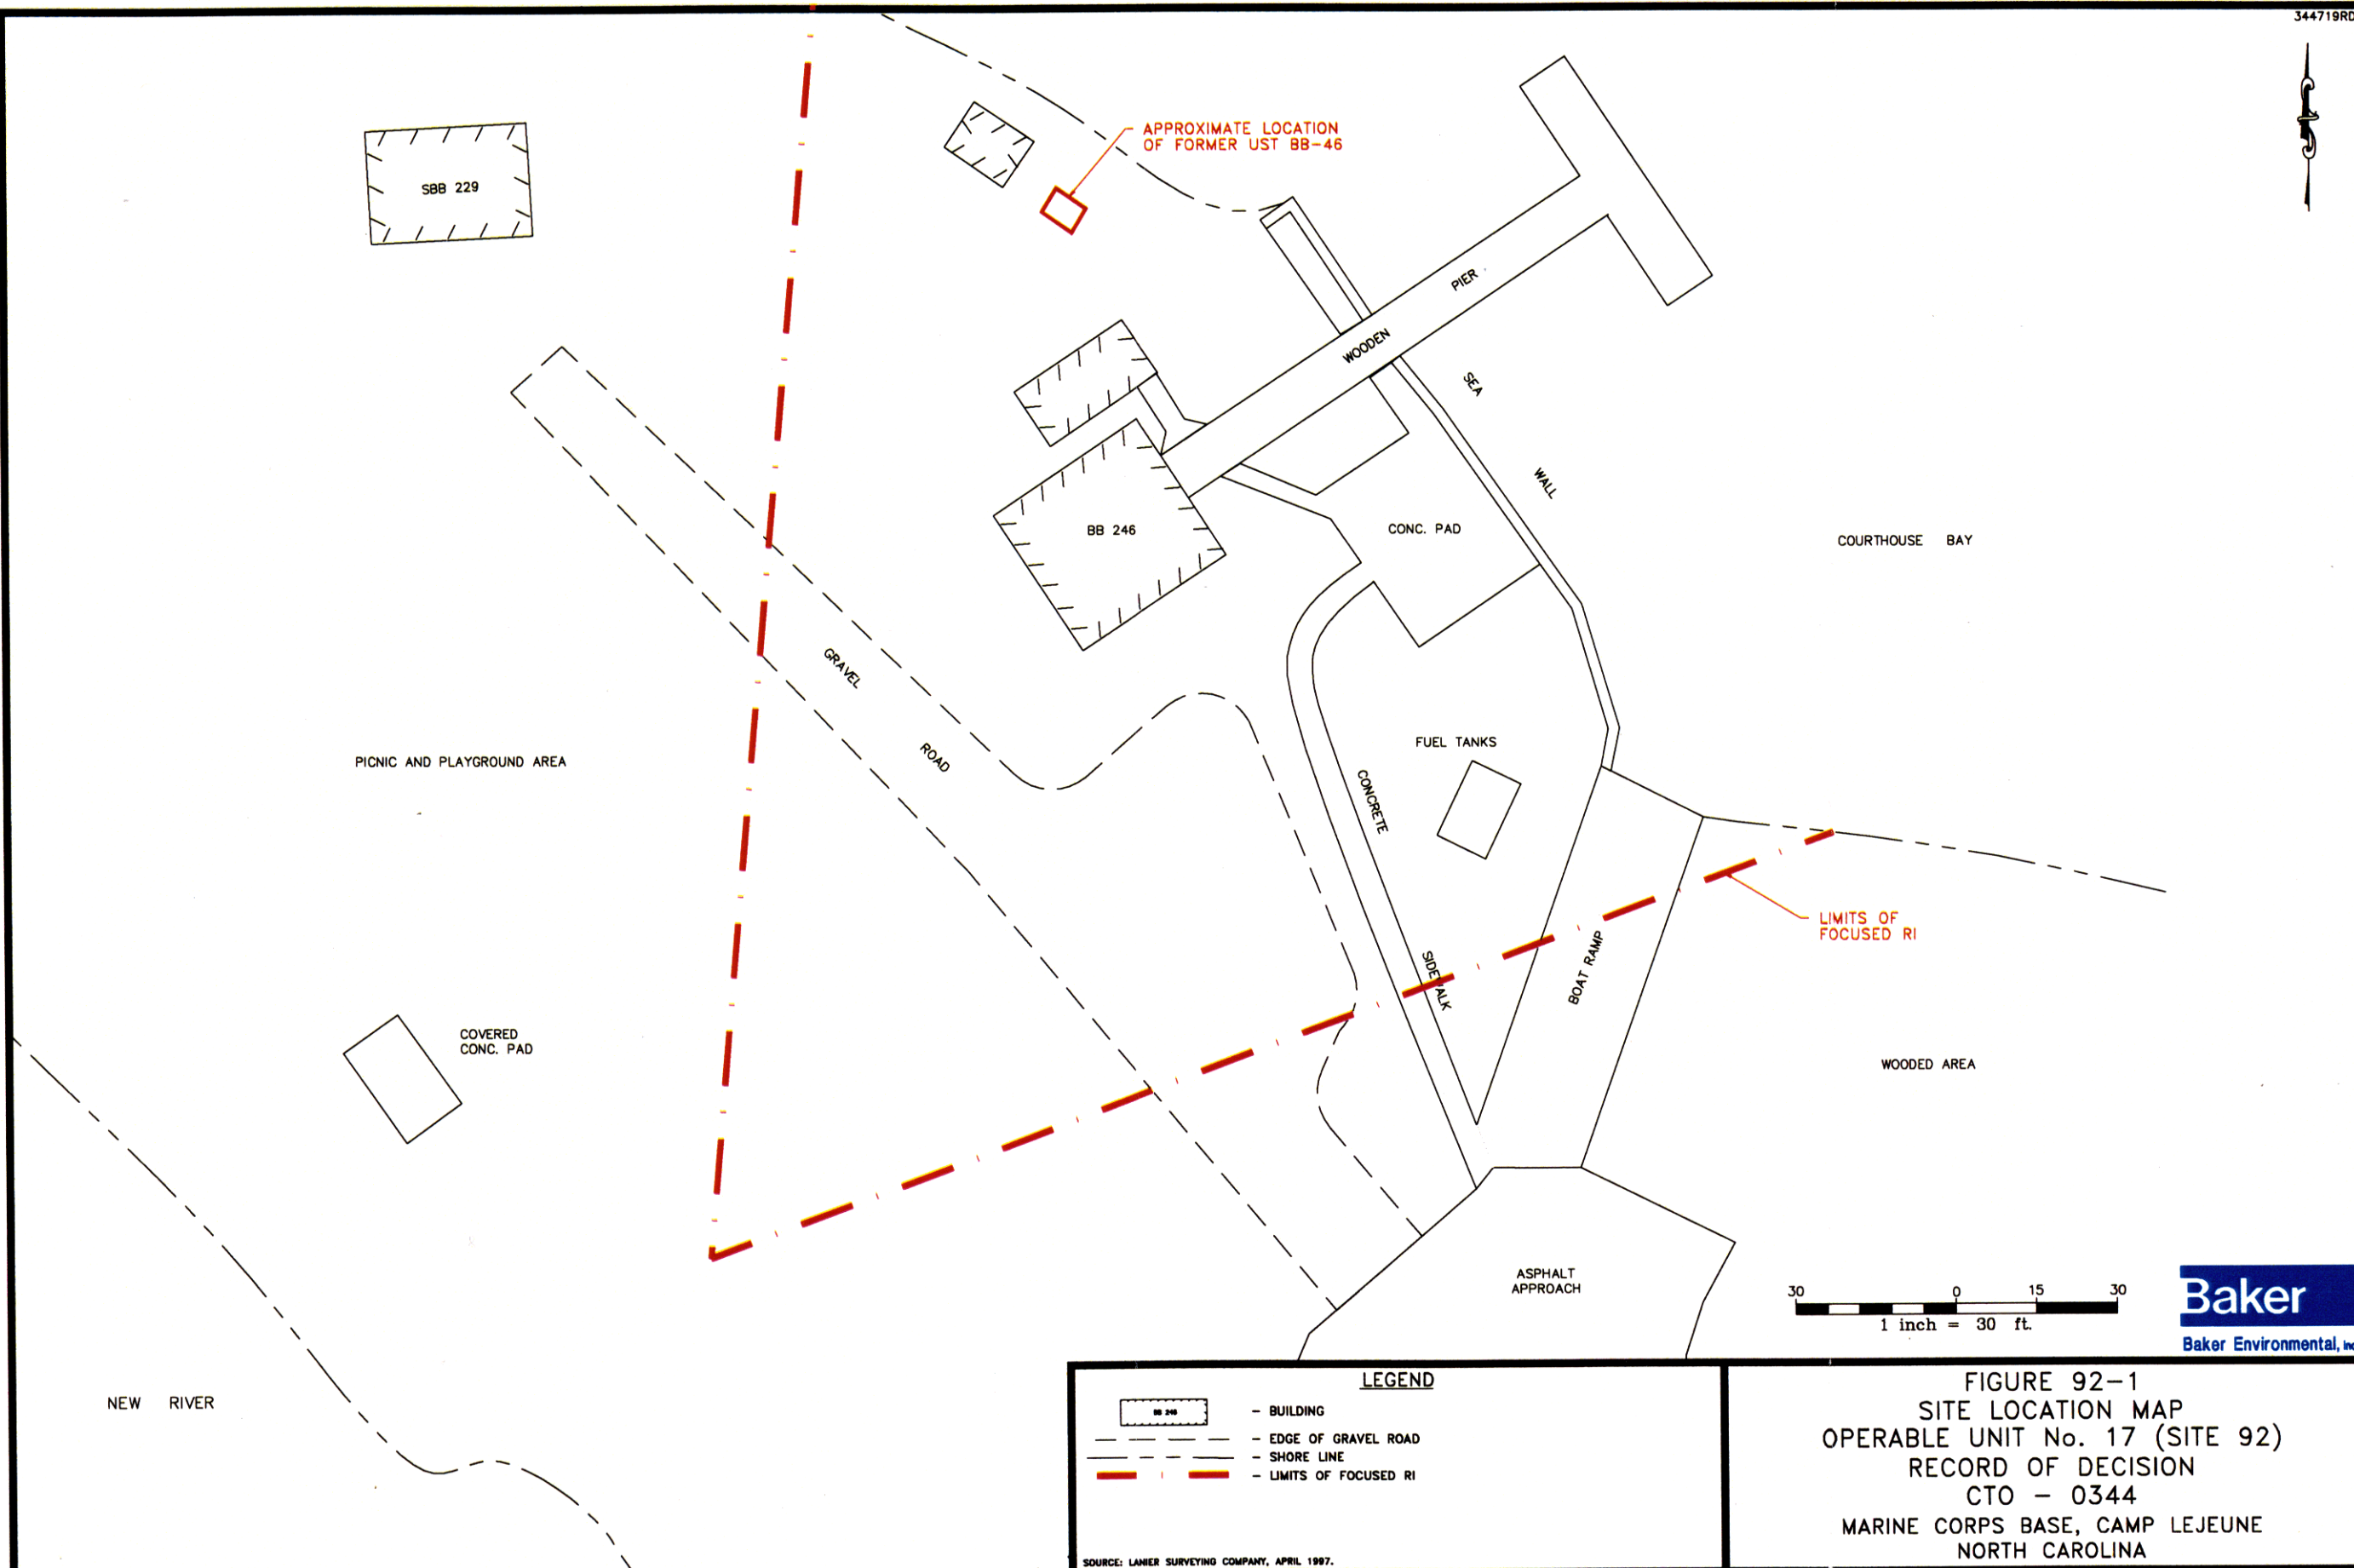 344719RD
APPROXIMATE LOCATION
OF FORMER UST BB-46
SBB 229
WOODEN PIER
SEA WALL
BB 246
CONC. PAD
COURTHOUSE BAY
GRAVEL ROAD
FUEL TANKS
PICNIC AND PLAYGROUND AREA
CONCRETE SIDEWALK
LIMITS OF
FOCUSED RI
BOAT RAMP
COVERED
CONC. PAD
WOODED AREA
ASPHALT
APPROACH
30 0 15 30
1 inch = 30 ft.
Baker
Baker Environmental, Inc
NEW RIVER
LEGEND
BB 246 - BUILDING
- EDGE OF GRAVEL ROAD
- SHORE LINE
- LIMITS OF FOCUSED RI
SOURCE: LANIER SURVEYING COMPANY, APRIL 1997.
FIGURE 92-1
SITE LOCATION MAP
OPERABLE UNIT No. 17 (SITE 92)
RECORD OF DECISION
CTO - 0344
MARINE CORPS BASE, CAMP LEJEUNE
NORTH CAROLINA